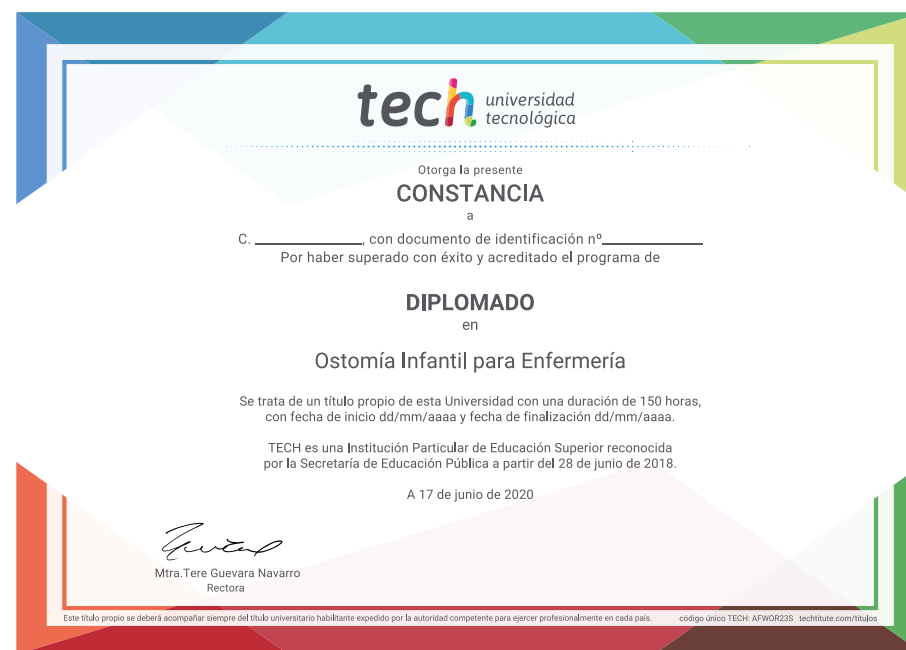 tech universidad
tecnológica
Otorga la presente
CONSTANCIA
a
C. ____________, con documento de identificación nº____________
Por haber superado con éxito y acreditado el programa de
DIPLOMADO
en
Ostomía Infantil para Enfermería
Se trata de un título propio de esta Universidad con una duración de 150 horas,
con fecha de inicio dd/mm/aaaa y fecha de finalización dd/mm/aaaa.
TECH es una Institución Particular de Educación Superior reconocida
por la Secretaría de Educación Pública a partir del 28 de junio de 2018.
A 17 de junio de 2020
Mtra.Tere Guevara Navarro
Rectora
Este título propio se deberá acompañar siempre del título universitario habilitante expedido por la autoridad competente para ejercer profesionalmente en cada país. código único TECH: AFWOR23S techtitute.com/titulos